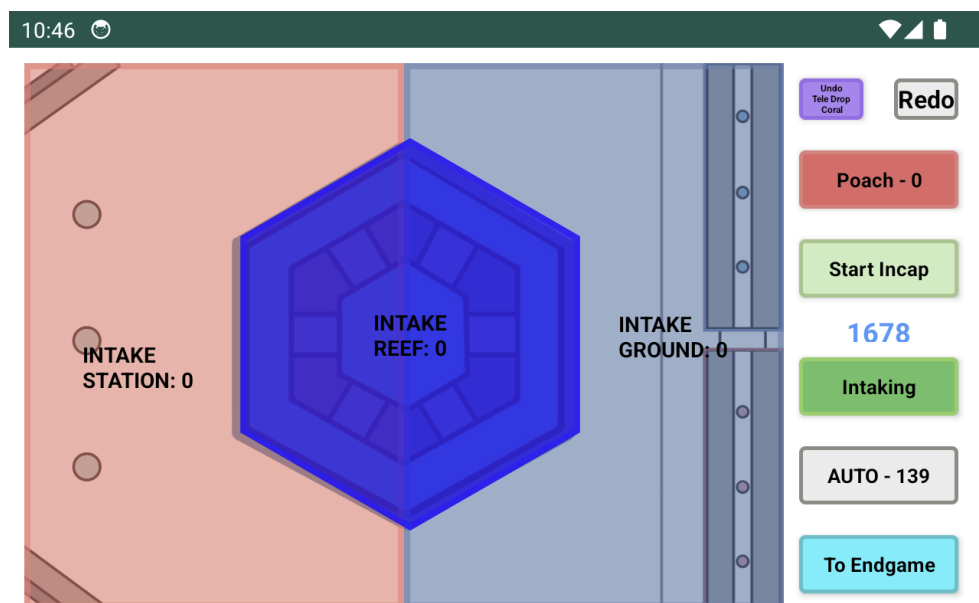 10:46
Undo
Tele Drop
Coral
Redo
Poach - 0
Start Incap
1678
INTAKE
STATION: 0
INTAKE
REEF: 0
INTAKE
GROUND: 0
Intaking
AUTO - 139
To Endgame